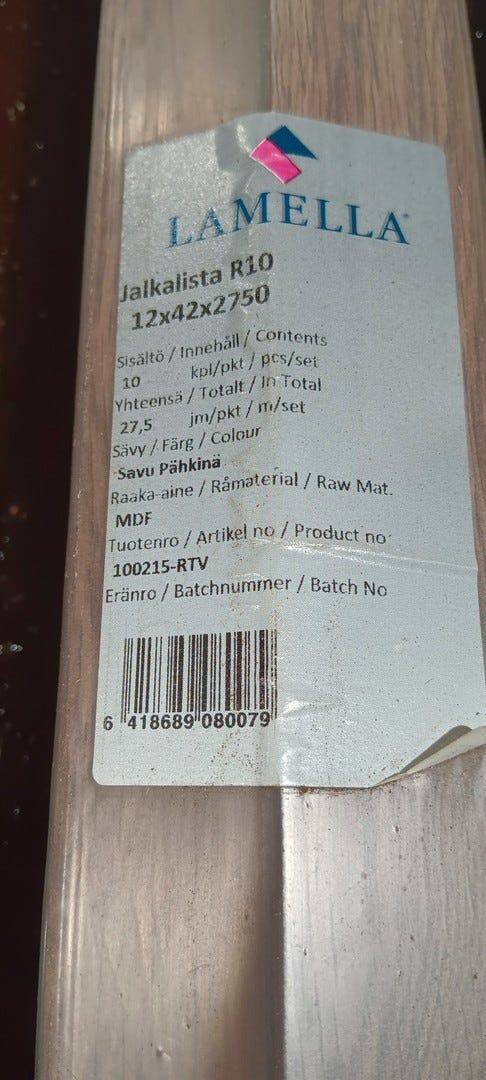 LAMELLA®
Jalkalista R10
12x42x2750
Sisältö / Innehåll / Contents
10 kpl/pkt / pcs/set
Yhteensä / Totalt / In Total
27,5 jm/pkt / m/set
Sävy / Färg / Colour
Savu Pähkinä
Raaka-aine / Råmaterial / Raw Mat.
MDF
Tuotenro / Artikel no / Product no
100215-RTV
Eränro / Batchnummer / Batch No
6 418689 080079